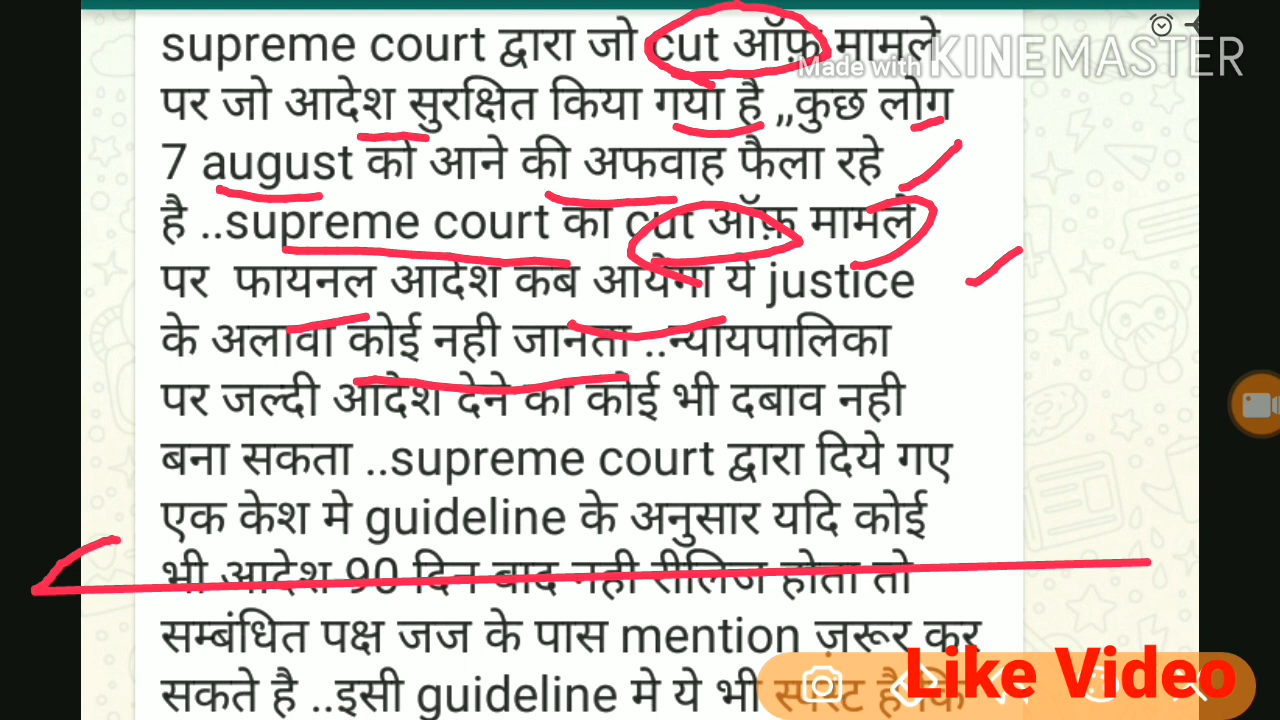 supreme court द्वारा जो cut ऑफ़ मामले
Made with KINEMASTER
पर जो आदेश सुरक्षित किया गया है ,,कुछ लोग
7 august को आने की अफवाह फैला रहे
है ..supreme court का cut ऑफ़ मामले
पर फायनल आदेश कब आयेगा ये justice
के अलावा कोई नही जानता ..न्यायपालिका
पर जल्दी आदेश देने का कोई भी दबाव नही
बना सकता ..supreme court द्वारा दिये गए
एक केश मे guideline के अनुसार यदि कोई
भी आदेश 90 दिन बाद नही रीलिज होता तो
सम्बंधित पक्ष जज के पास mention ज़रूर कर
सकते है ..इसी guideline मे ये भी स्पस्ट है कि
Like Video